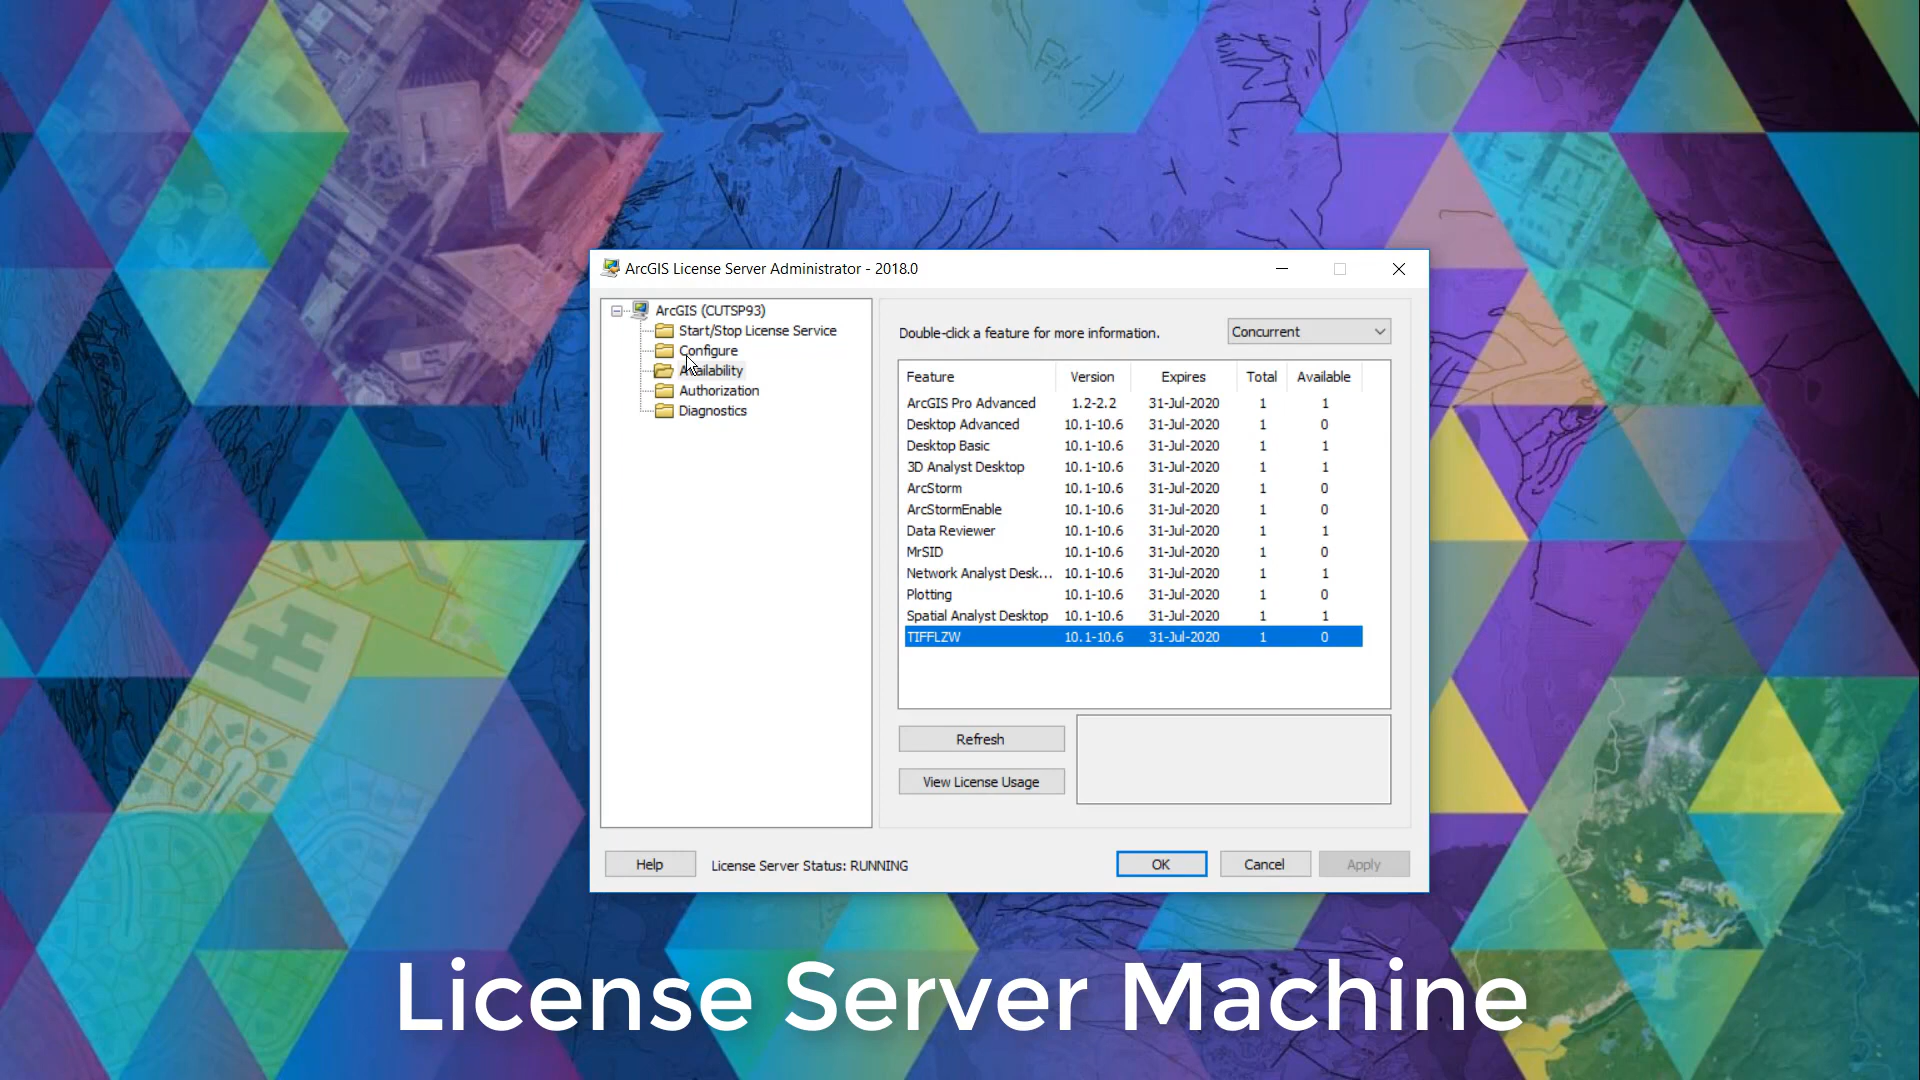 ArcGIS License Server Administrator - 2018.0
ArcGIS (CUTSP93)
Start/Stop License Service
Configure
Availability
Authorization
Diagnostics
Double-click a feature for more information.
Concurrent
Feature Version Expires Total Available
ArcGIS Pro Advanced 1.2-2.2 31-Jul-2020 1 1
Desktop Advanced 10.1-10.6 31-Jul-2020 1 0
Desktop Basic 10.1-10.6 31-Jul-2020 1 1
3D Analyst Desktop 10.1-10.6 31-Jul-2020 1 1
ArcStorm 10.1-10.6 31-Jul-2020 1 0
ArcStormEnable 10.1-10.6 31-Jul-2020 1 0
Data Reviewer 10.1-10.6 31-Jul-2020 1 1
MrSID 10.1-10.6 31-Jul-2020 1 0
Network Analyst Desk... 10.1-10.6 31-Jul-2020 1 1
Plotting 10.1-10.6 31-Jul-2020 1 0
Spatial Analyst Desktop 10.1-10.6 31-Jul-2020 1 1
TIFFLZW 10.1-10.6 31-Jul-2020 1 0
Refresh
View License Usage
Help
License Server Status: RUNNING
OK
Cancel
Apply
License Server Machine